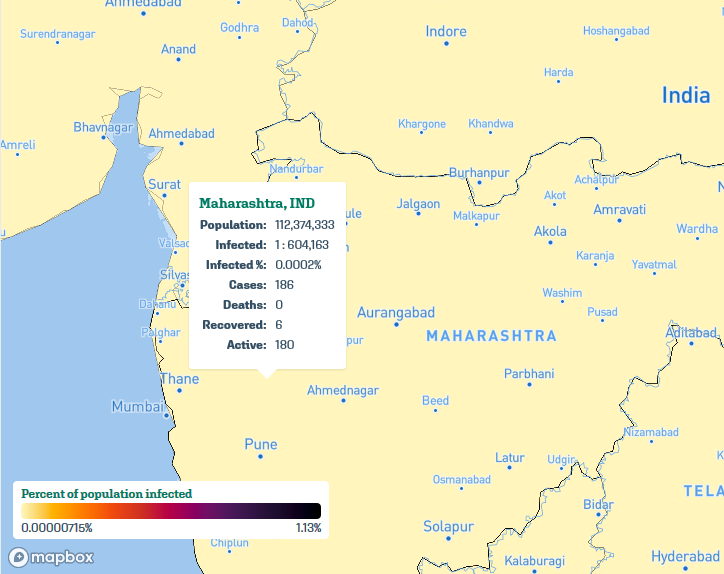 Ahmedabad
Surendranagar
Godhra
Dahod
Anand
Indore
Hoshangabad
Harda
India
Bhavnagar
Ahmedabad
Khargone
Khandwa
Amreli
Nandurbar
Burhanpur
Surat
Achalpur
Akot
Jalgaon
Malkapur
Amravati
Valsad
Akola
Wardha
Karanja
Yavatmal
Silvas
Washim
Dahanu
Pusad
Aurangabad
Palghar
MAHARASHTRA
Adilabad
Thane
Parbhani
Ahmednagar
Beed
Mumbai
Nizamabad
Pune
Latur
Udgir
Osmanabad
TELA
Bidar
Solapur
Chiplun
Kalaburagi
Hyderabad
Maharashtra, IND
Population: 112,374,333
Infected: 1 : 604,163
Infected %: 0.0002%
Cases: 186
Deaths: 0
Recovered: 6
Active: 180
Percent of population infected
0.00000715% 1.13%
mapbox